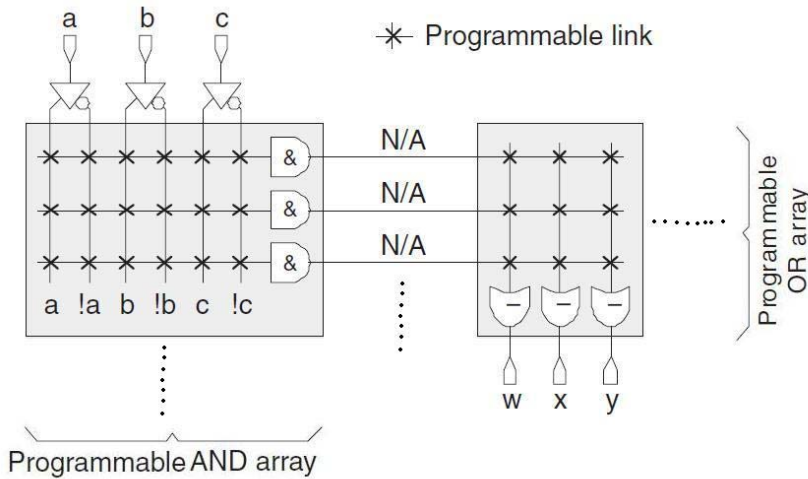 a b c
Programmable link
N/A
&
N/A
&
N/A
&
a !a b !b c !c
w x y
Programmable
OR array
Programmable AND array